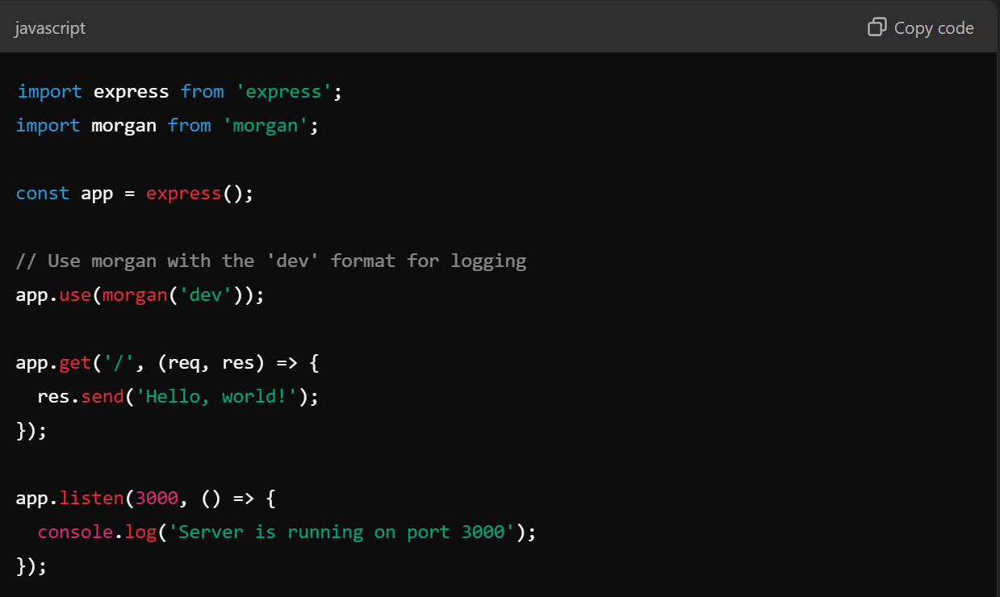 javascript
Copy code
import express from 'express';
import morgan from 'morgan';
const app = express();
// Use morgan with the 'dev' format for logging
app.use(morgan('dev'));
app.get('/', (req, res) => {
  res.send('Hello, world!');
});
app.listen(3000, () => {
  console.log('Server is running on port 3000');
});